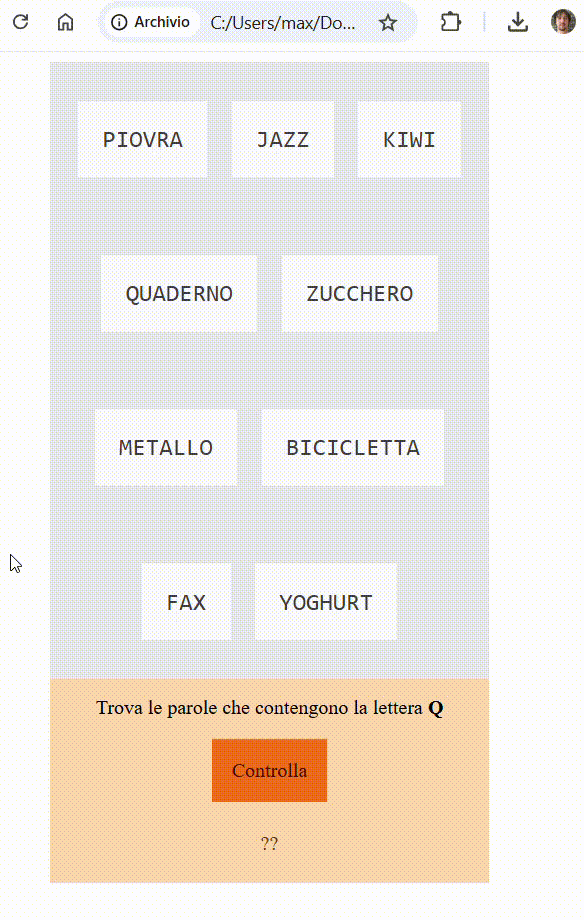 Archivio C:/Users/max/Do...
PIOVRA JAZZ KIWI
QUADERNO ZUCCHERO
METALLO BICICLETTA
FAX YOGHURT
Trova le parole che contengono la lettera Q
Controlla
??